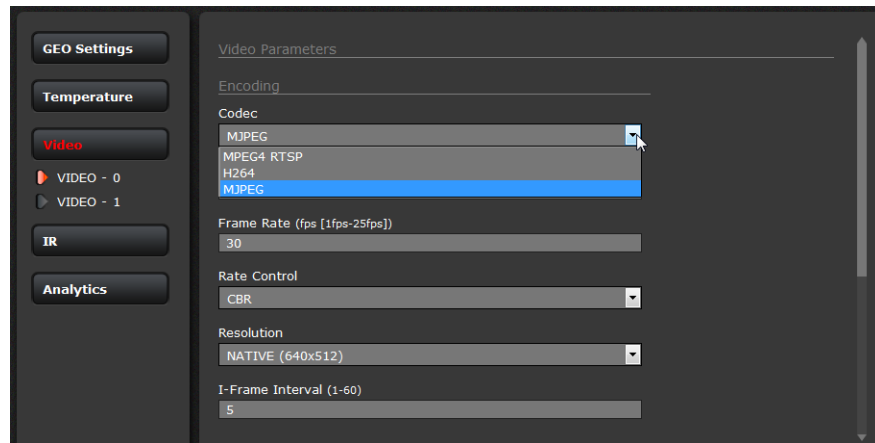 GEO Settings
Temperature
Video
VIDEO - 0
VIDEO - 1
IR
Analytics
Video Parameters
Encoding
Codec
MJPEG
MPEG4 RTSP
H264
MJPEG
Frame Rate (fps [1fps-25fps])
30
Rate Control
CBR
Resolution
NATIVE (640x512)
I-Frame Interval (1-60)
5